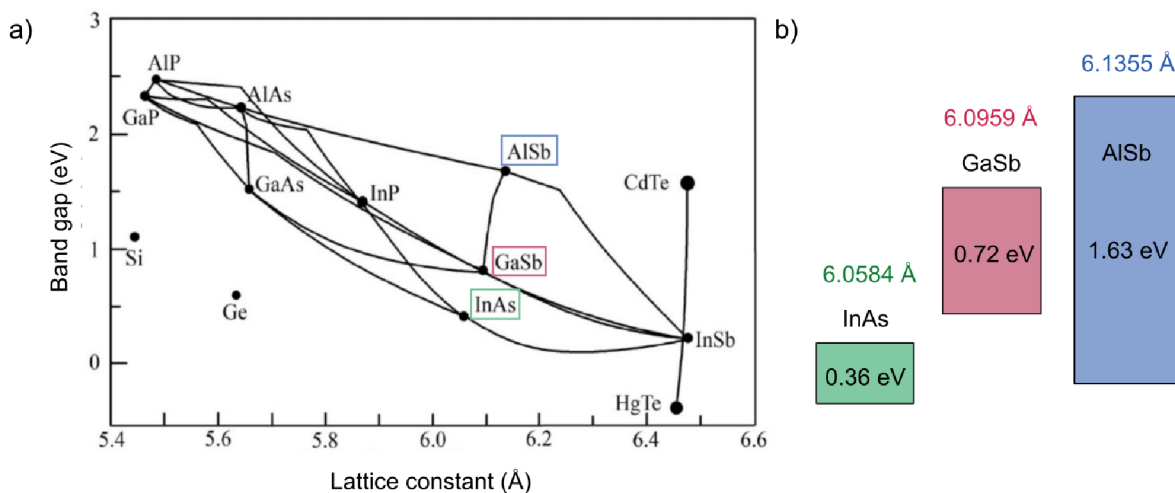 a)
Band gap (eV)
3
2
1
0
AlP
GaP
AlAs
GaAs
InP
AlSb
GaSb
InAs
InSb
CdTe
HgTe
Si
Ge
5.4
5.6
5.8
6.0
6.2
6.4
6.6
Lattice constant (Å)
b)
6.0584 Å
InAs
0.36 eV
6.0959 Å
GaSb
0.72 eV
6.1355 Å
AlSb
1.63 eV